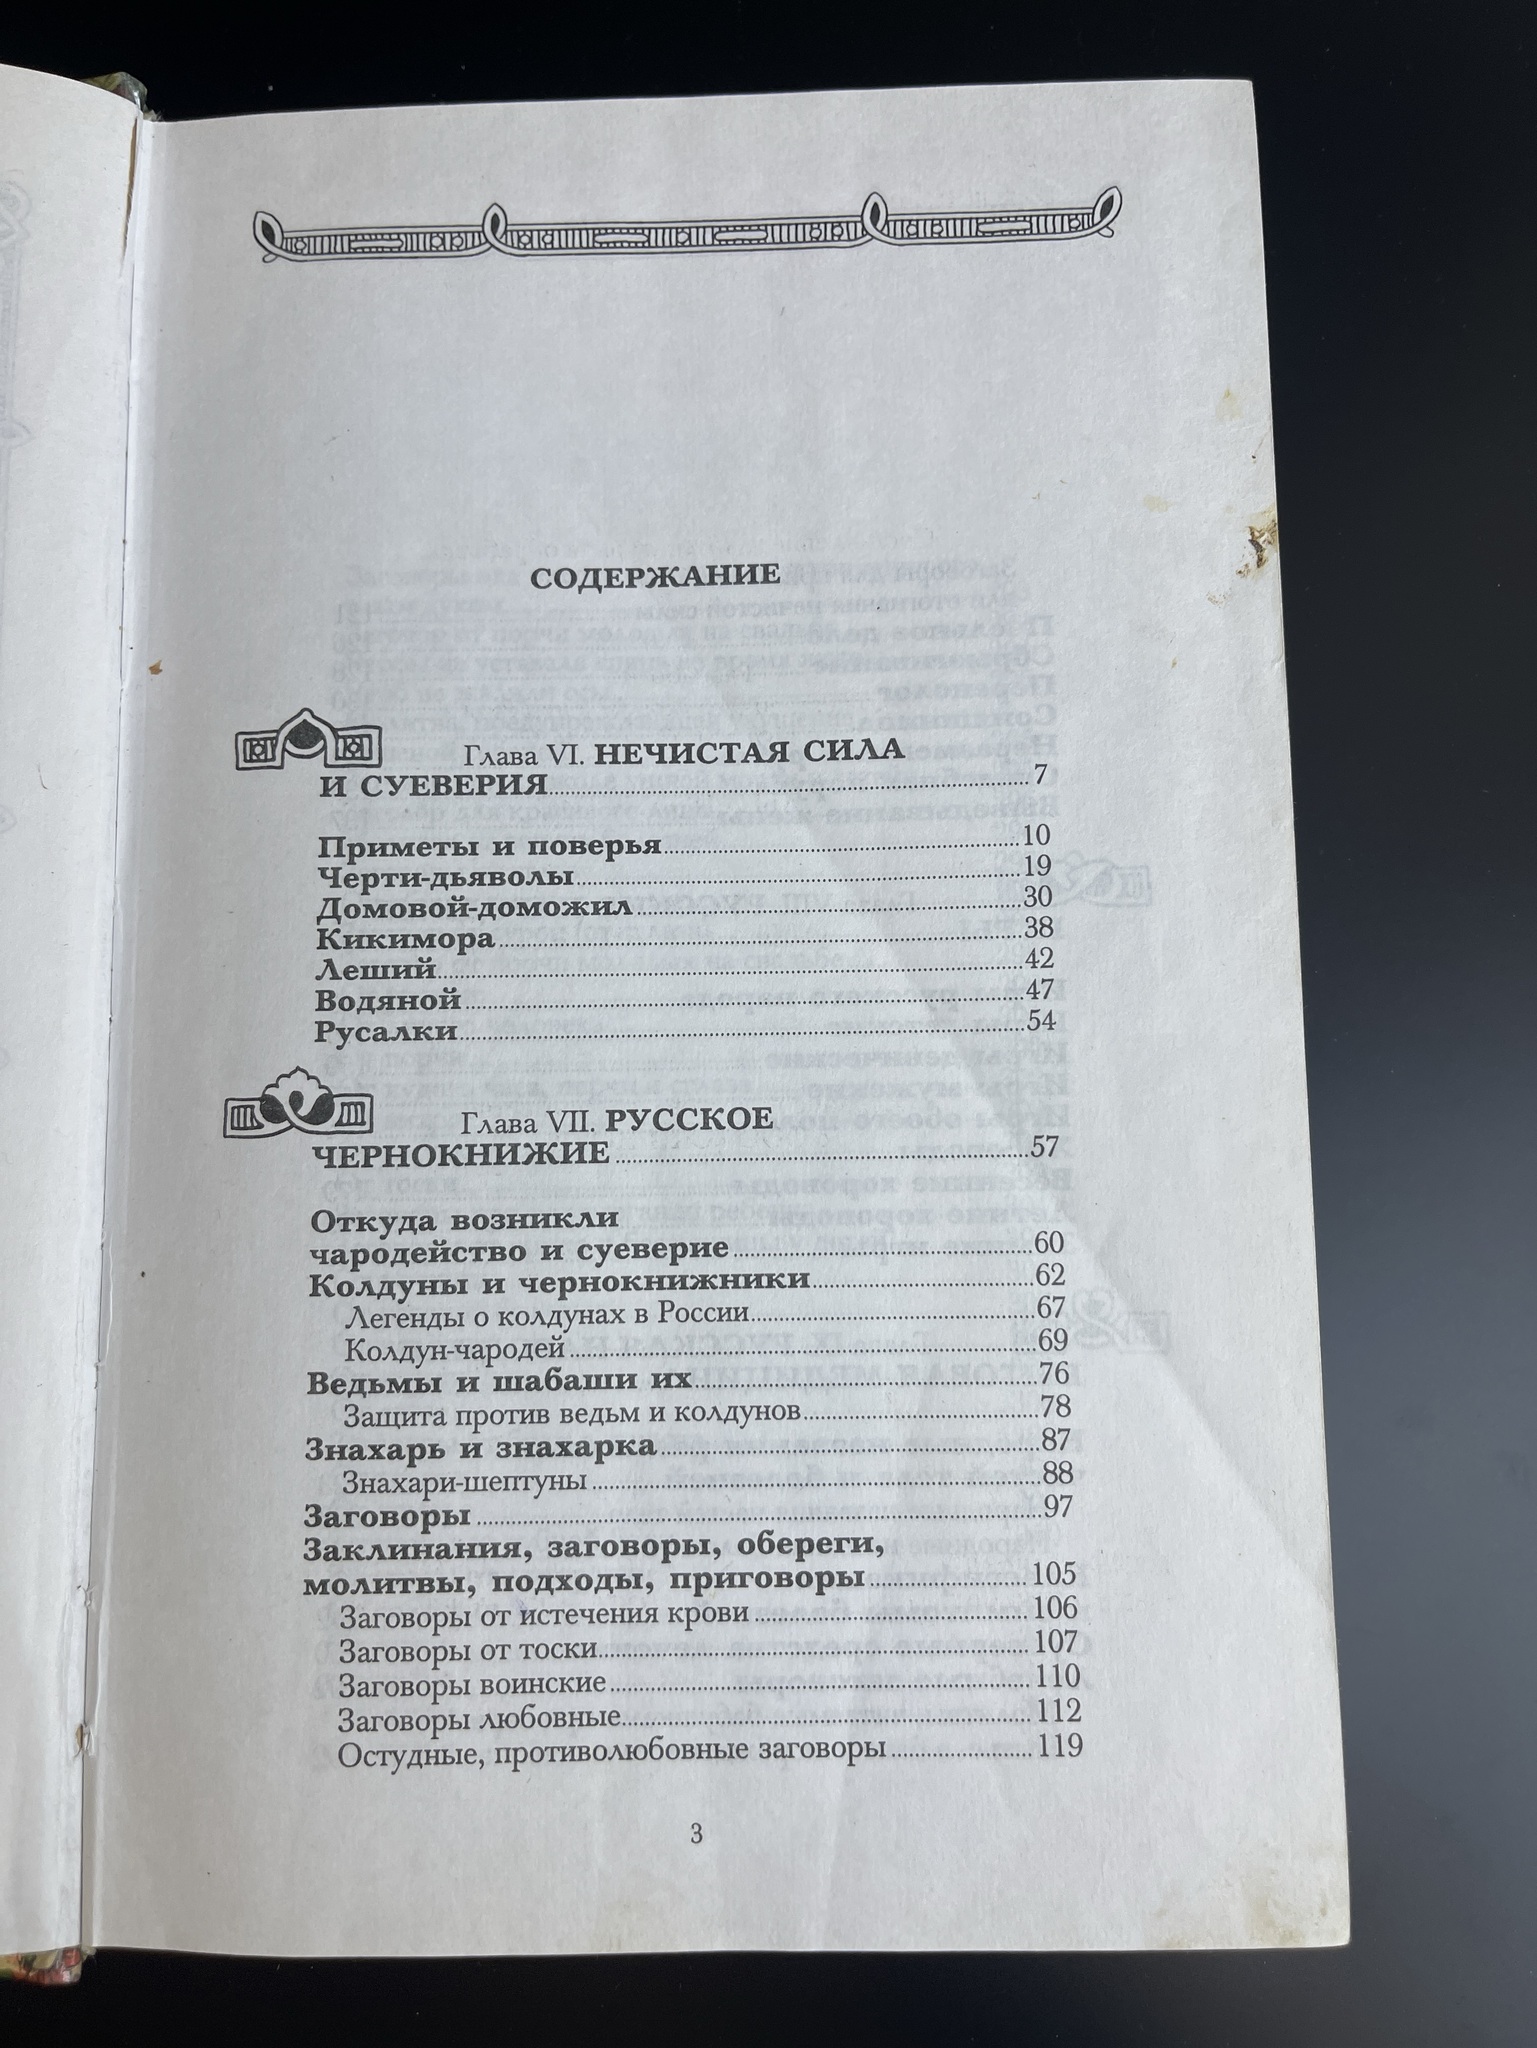 СОДЕРЖАНИЕ
Глава VI. НЕЧИСТАЯ СИЛА
И СУЕВЕРИЯ 7
Приметы и поверья 10
Черти-дьяволы 19
Домовой-доможил 30
Кикимора 38
Леший 42
Водяной 47
Русалки 54
Глава VII. РУССКОЕ
ЧЕРНОКНИЖИЕ 57
Откуда возникли
чародейство и суеверие 60
Колдуны и чернокнижники 62
Легенды о колдунах в России 67
Колдун-чародей 69
Ведьмы и шабаши их 76
Защита против ведьм и колдунов 78
Знахарь и знахарка 87
Знахари-шептуны 88
Заговоры 97
Заклинания, заговоры, обереги,
молитвы, подходы, приговоры 105
Заговоры от истечения крови 106
Заговоры от тоски 107
Заговоры воинские 110
Заговоры любовные 112
Остудные, противолюбовные заговоры 119
3